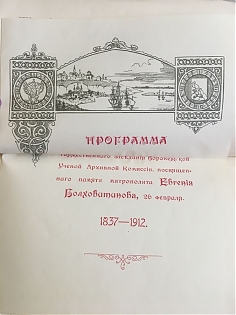 ПРОГРАММА
торжественнаго засѣданія Воронежской
Ученой Архивной Комиссіи, посвящен-
наго памяти митрополита Евгенія
Болховитинова, 26 февраля.
1837—1912.